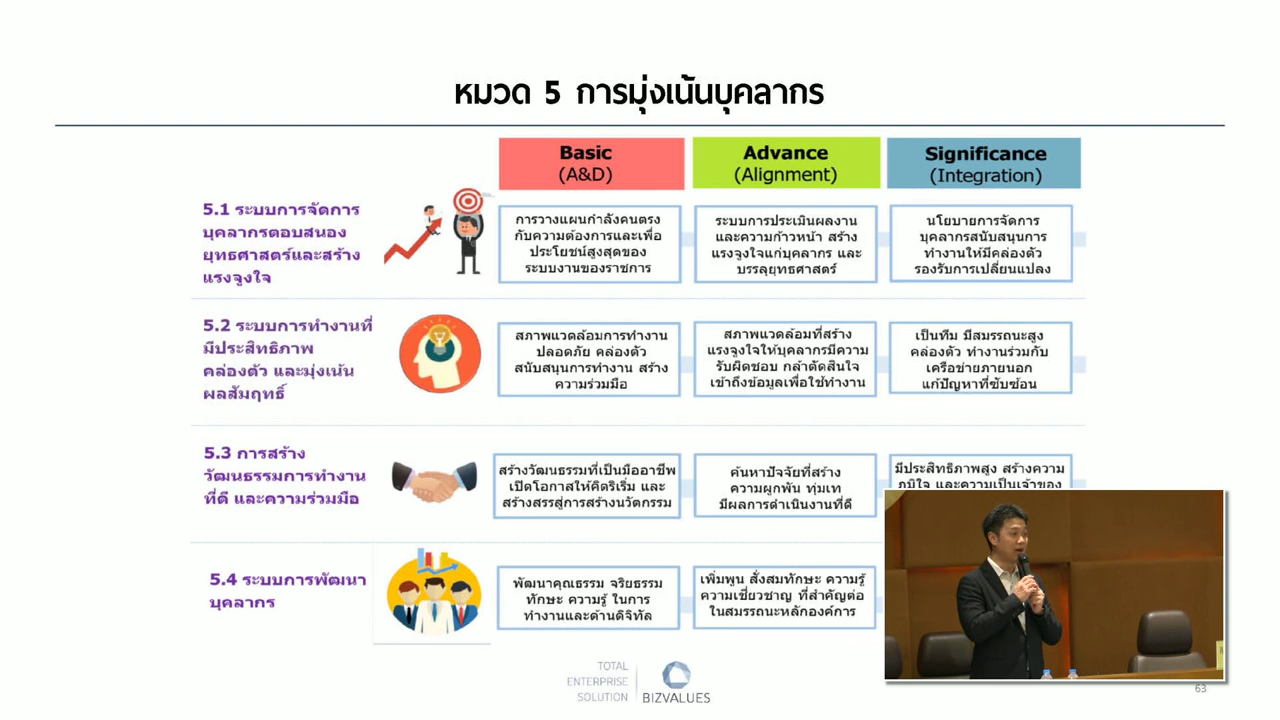 หมวด 5 การมุ่งเน้นบุคลากร
Basic
(A&D)
Advance
(Alignment)
Significance
(Integration)
5.1 ระบบการจัดการ
บุคลากรตอบสนอง
ยุทธศาสตร์และสร้าง
แรงจูงใจ
การวางแผนกำลังคนตรง
กับความต้องการและเพื่อ
ประโยชน์สูงสุดของ
ระบบงานของราชการ
ระบบการประเมินผลงาน
และความก้าวหน้า สร้าง
แรงจูงใจแก่บุคลากร และ
บรรลุยุทธศาสตร์
นโยบายการจัดการ
บุคลากรสนับสนุนการ
ทำงานให้มีคล่องตัว
รองรับการเปลี่ยนแปลง
5.2 ระบบการทำงานที่
มีประสิทธิภาพ
คล่องตัว และมุ่งเน้น
ผลสัมฤทธิ์
สภาพแวดล้อมการทำงาน
ปลอดภัย คล่องตัว
สนับสนุนการทำงาน สร้าง
ความร่วมมือ
สภาพแวดล้อมที่สร้าง
แรงจูงใจให้บุคลากรมีความ
รับผิดชอบ กล้าตัดสินใจ
เข้าถึงข้อมูลเพื่อใช้ทำงาน
เป็นทีม มีสมรรถนะสูง
คล่องตัว ทำงานร่วมกับ
เครือข่ายภายนอก
แก้ปัญหาที่ซับซ้อน
5.3 การสร้าง
วัฒนธรรมการทำงาน
ที่ดี และความร่วมมือ
สร้างวัฒนธรรมที่เป็นมืออาชีพ
เปิดโอกาสให้คิดริเริ่ม และ
สร้างสรรสู่การสร้างนวัตกรรม
ค้นหาปัจจัยที่สร้าง
ความผูกพัน ทุ่มเท
มีผลการดำเนินงานที่ดี
มีประสิทธิภาพสูง สร้างความ
ภูมิใจ และความเป็นเจ้าของ
5.4 ระบบการพัฒนา
บุคลากร
พัฒนาคุณธรรม จริยธรรม
ทักษะ ความรู้ ในการ
ทำงานและด้านดิจิทัล
เพิ่มพูน สั่งสมทักษะ ความรู้
ความเชี่ยวชาญ ที่สำคัญต่อ
ในสมรรถนะหลักองค์การ
TOTAL
ENTERPRISE
SOLUTION
BIZVALUES
63